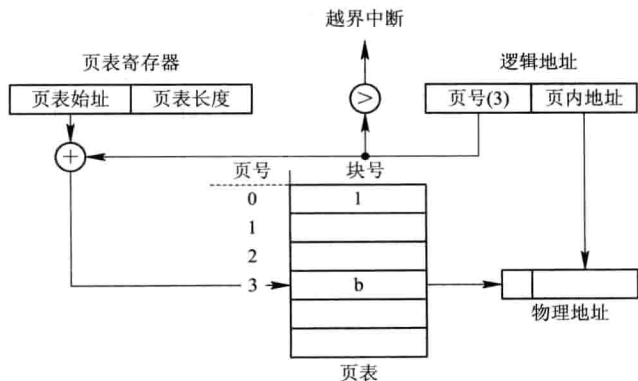 越界中断
页表寄存器
逻辑地址
页表始址 页表长度
>
页号(3) 页内地址
+
页号 块号
0 1
1
2
3 b
物理地址
页表